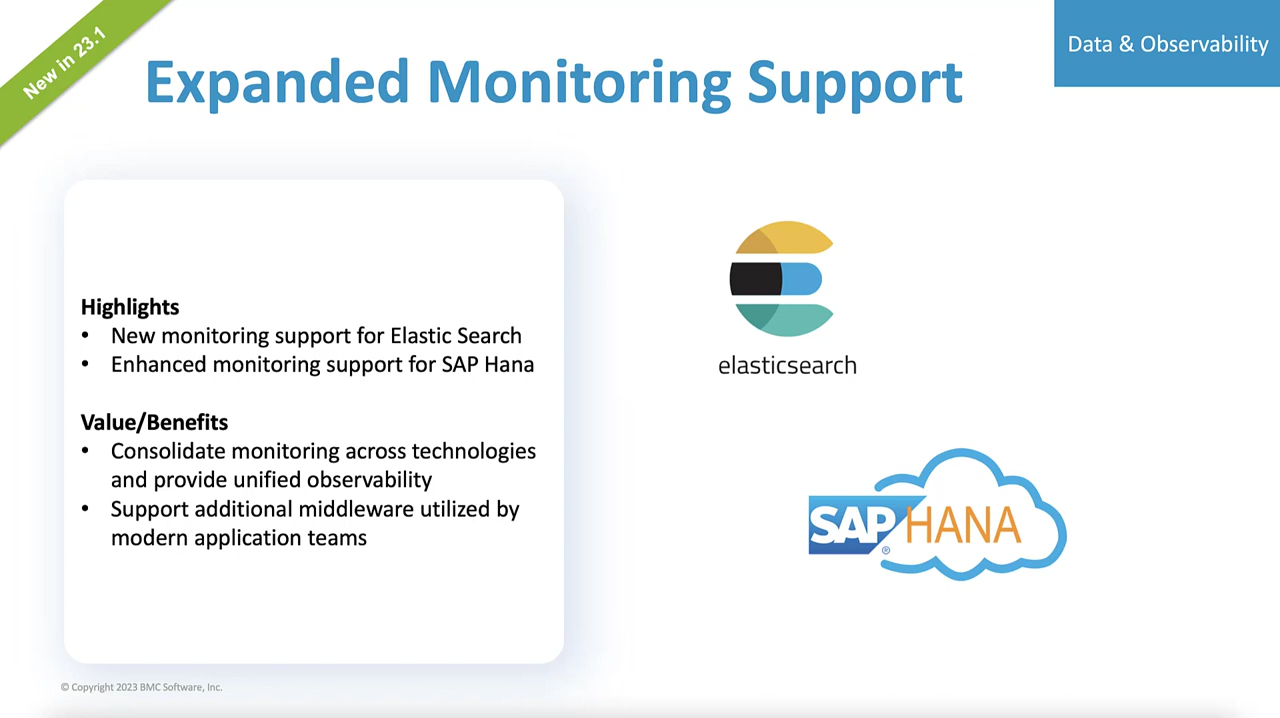 New in 23.1
Data & Observability
Expanded Monitoring Support
Highlights
• New monitoring support for Elastic Search
• Enhanced monitoring support for SAP Hana
Value/Benefits
• Consolidate monitoring across technologies
and provide unified observability
• Support additional middleware utilized by
modern application teams
elasticsearch
SAP HANA
®
© Copyright 2023 BMC Software, Inc.